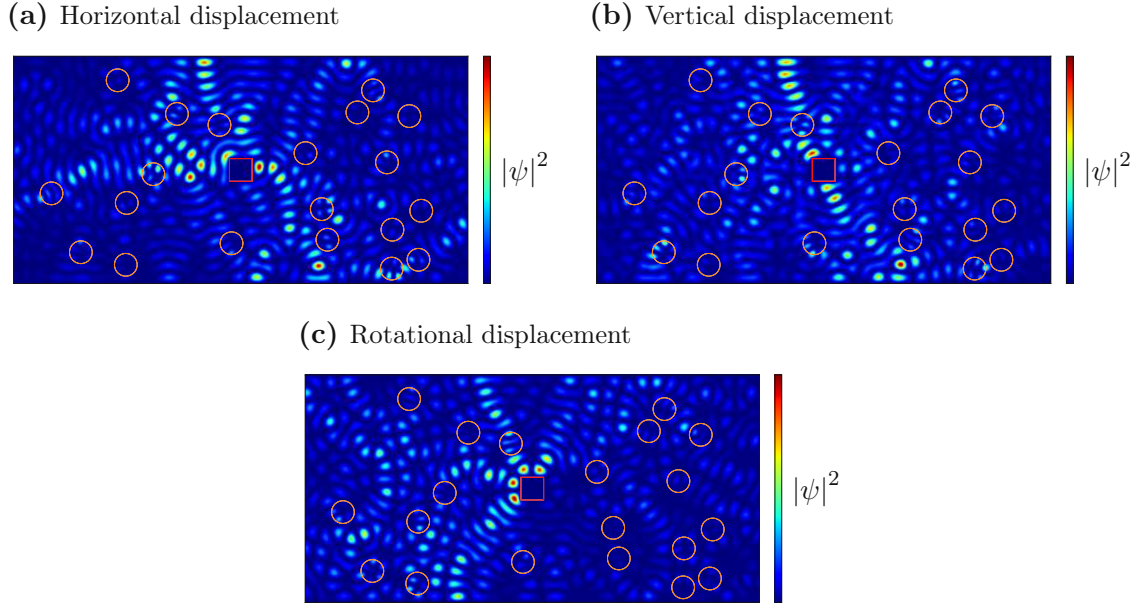 (a) Horizontal displacement
|ψ|²
(b) Vertical displacement
|ψ|²
(c) Rotational displacement
|ψ|²